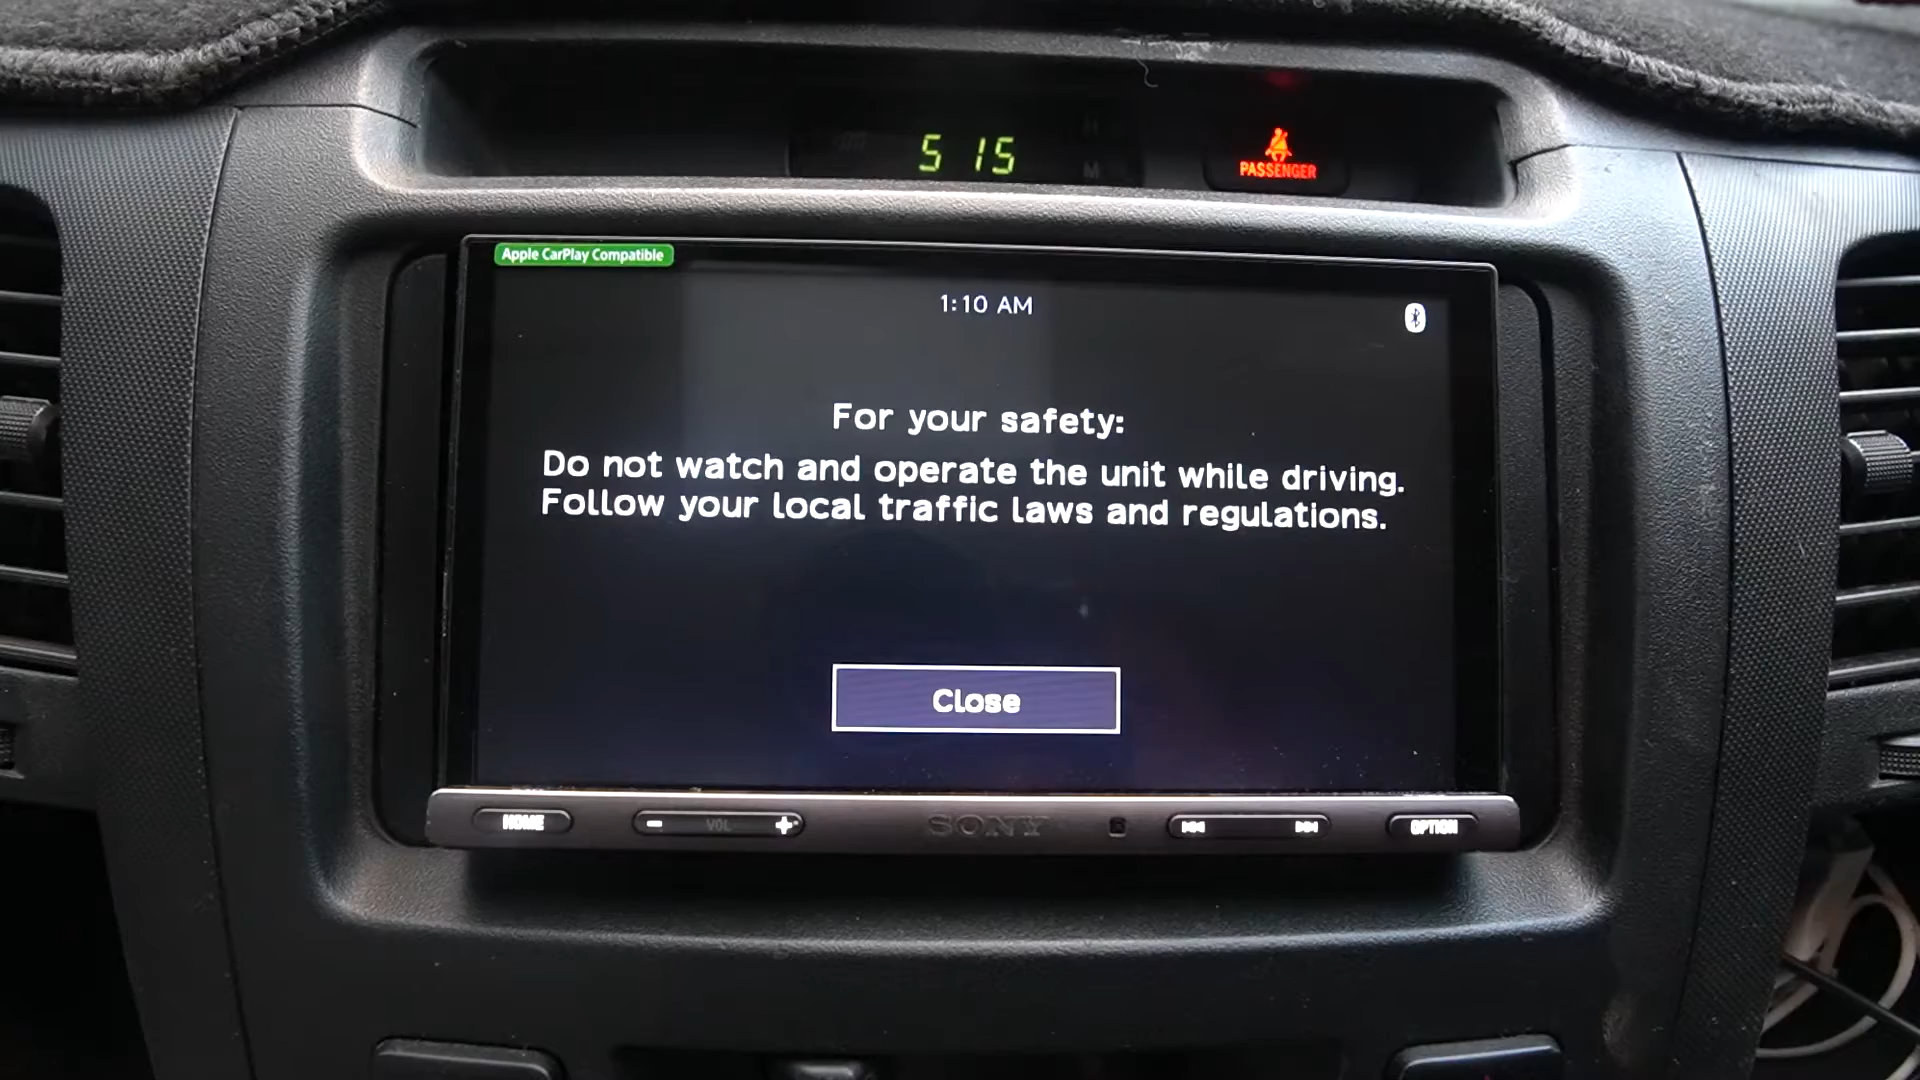 5 15
H
M
PASSENGER
Apple CarPlay Compatible
1:10 AM
For your safety:
Do not watch and operate the unit while driving.
Follow your local traffic laws and regulations.
Close
HOME
VOL
SONY
OPTION